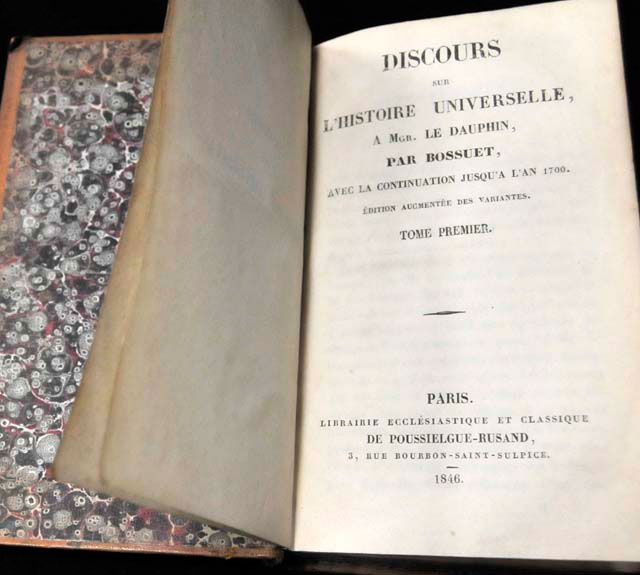 DISCOURS
SUR
L'HISTOIRE UNIVERSELLE,
A MGR. LE DAUPHIN,
PAR BOSSUET,
AVEC LA CONTINUATION JUSQU'A L'AN 1700.
ÉDITION AUGMENTÉE DES VARIANTES.
TOME PREMIER.
PARIS.
LIBRAIRIE ECCLÉSIASTIQUE ET CLASSIQUE
DE POUSSIELGUE-RUSAND,
3, RUE BOURBON-SAINT-SULPICE.
1846.